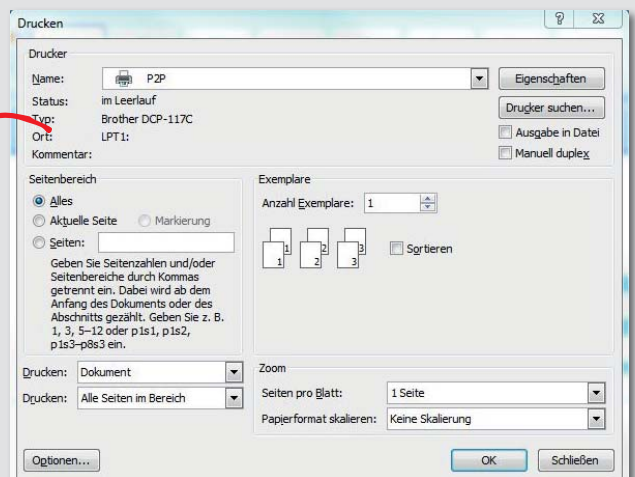 Drucken
Drucker
Name: P2P
Eigenschaften
Status: im Leerlauf
Drucker suchen...
Typ: Brother DCP-117C
Ort: LPT1:
Ausgabe in Datei
Kommentar:
Manuell duplex
Seitenbereich
Alles
Aktuelle Seite Markierung
Seiten:
Geben Sie Seitenzahlen und/oder
Seitenbereiche durch Kommas
getrennt ein. Dabei wird ab dem
Anfang des Dokuments oder des
Abschnitts gezählt. Geben Sie z. B.
1, 3, 5–12 oder p1s1, p1s2,
p1s3–p8s3 ein.
Exemplare
Anzahl Exemplare: 1
1 2 3
1 2 3
Sortieren
Drucken: Dokument
Drucken: Alle Seiten im Bereich
Zoom
Seiten pro Blatt: 1 Seite
Papierformat skalieren: Keine Skalierung
Optionen...
OK
Schließen